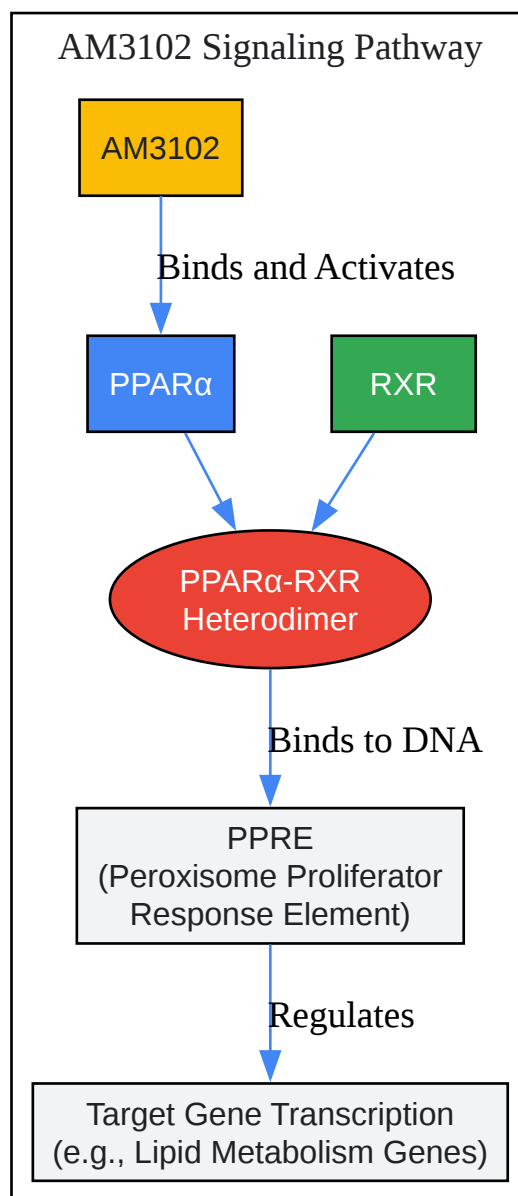 AM3102 Signaling Pathway
AM3102
Binds and Activates
PPARα
RXR
PPARα-RXR
Heterodimer
Binds to DNA
PPRE
(Peroxisome Proliferator
Response Element)
Regulates
Target Gene Transcription
(e.g., Lipid Metabolism Genes)